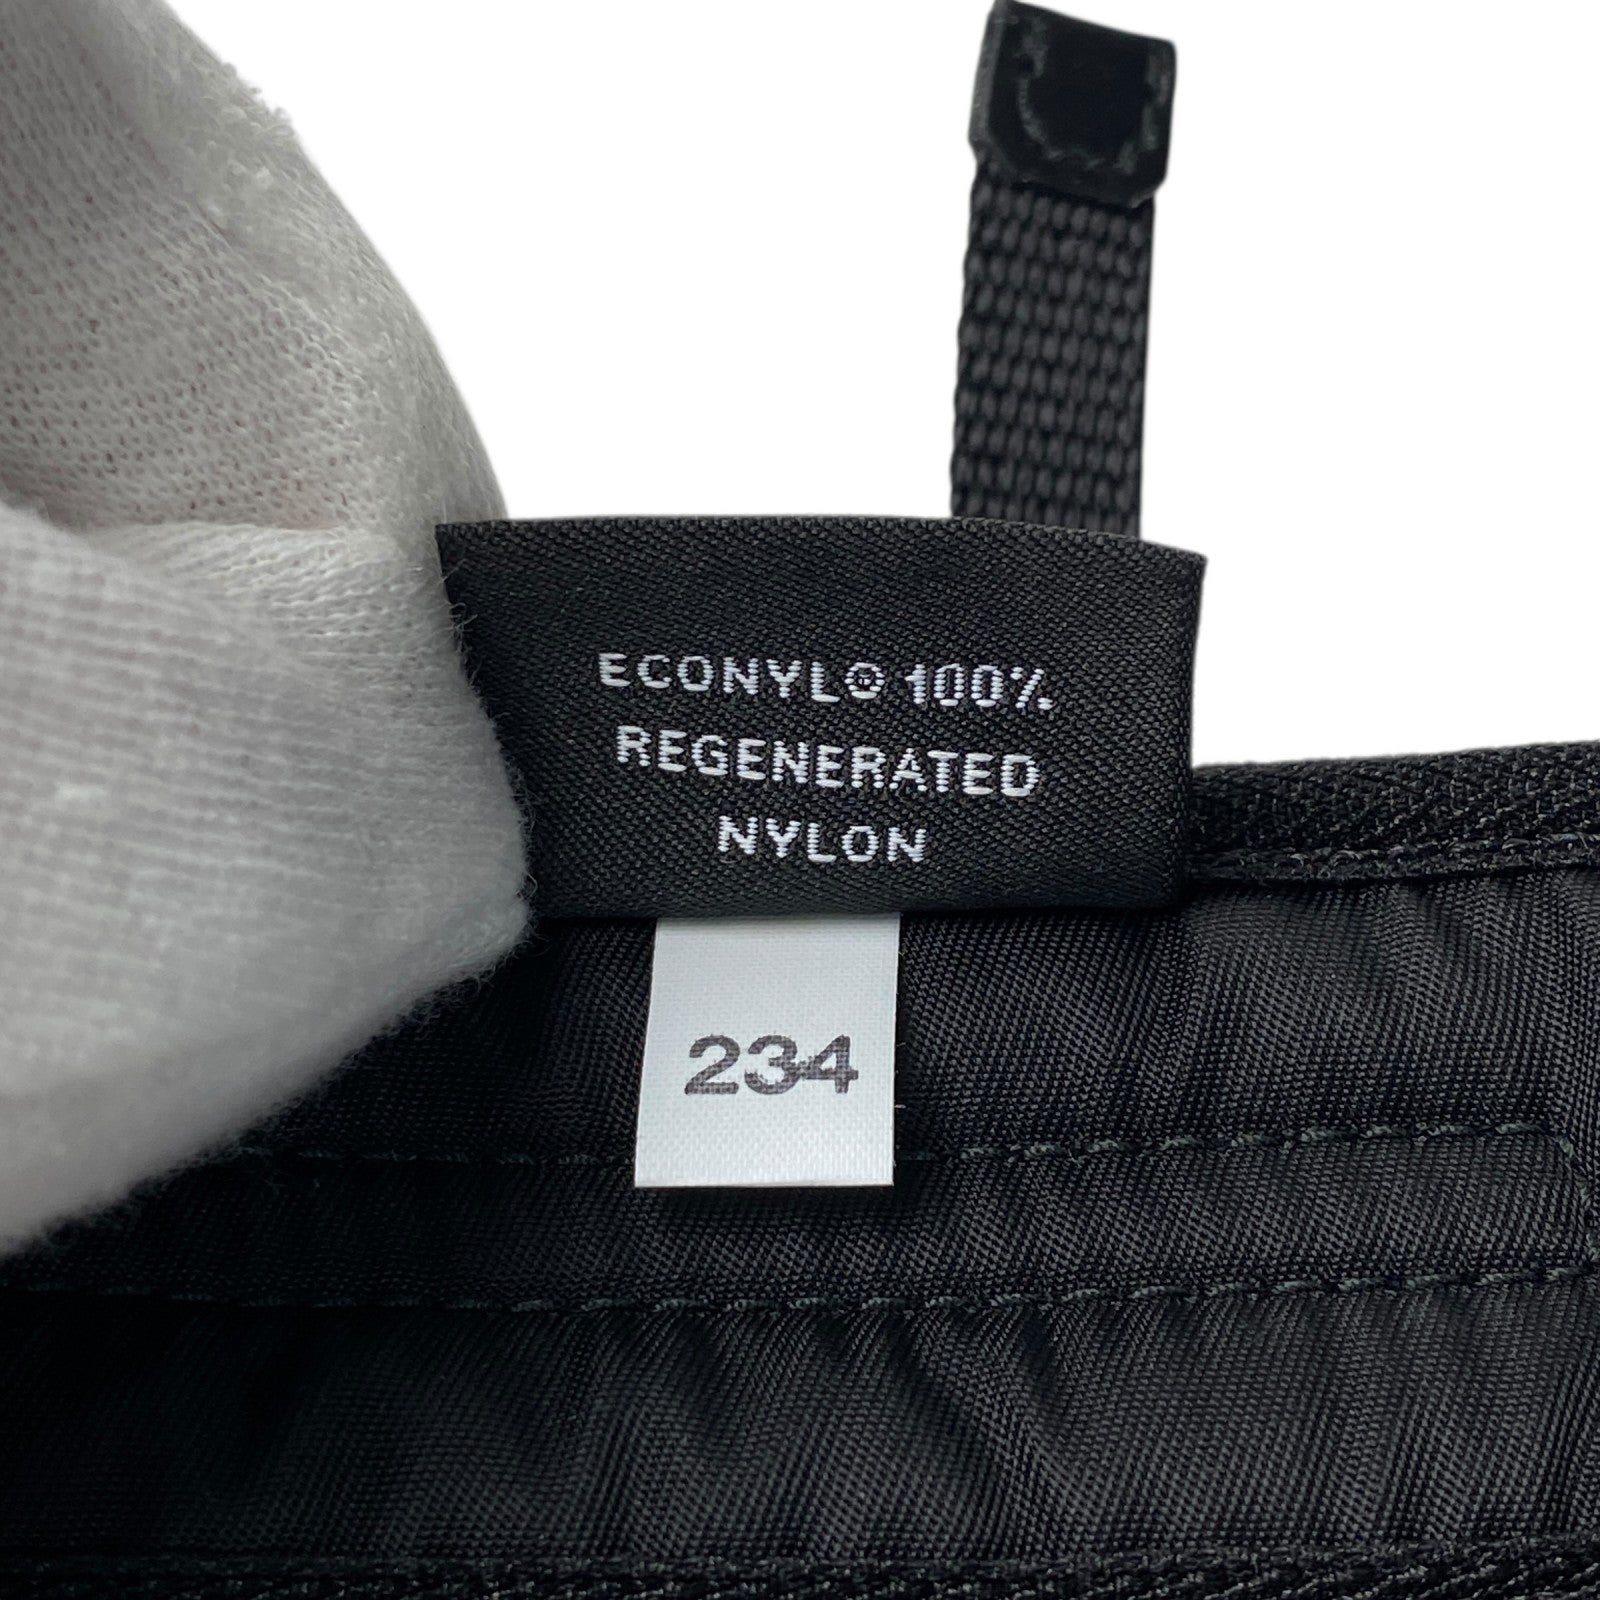 ECONYL® 100%
REGENERATED
NYLON
234